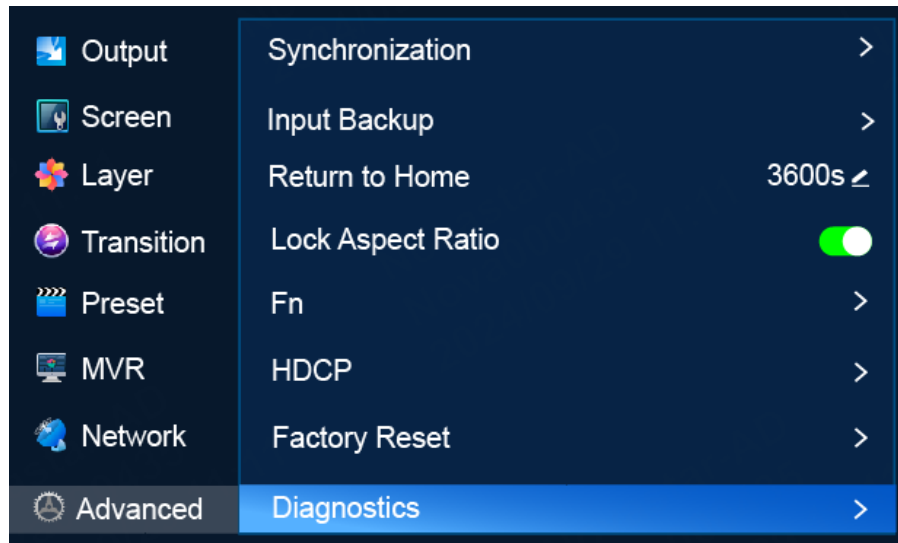 Output
Screen
Layer
Transition
Preset
MVR
Network
Advanced
Synchronization
Input Backup
Return to Home 3600s
Lock Aspect Ratio
Fn
HDCP
Factory Reset
Diagnostics